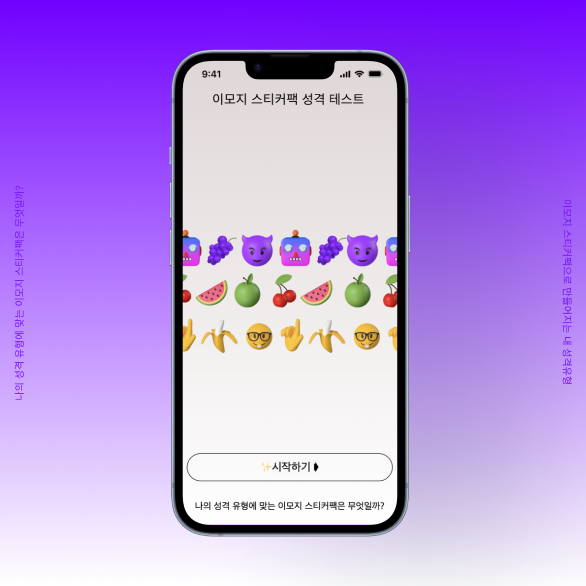 9:41
이모지 스티커팩 성격 테스트
✨시작하기
나의 성격 유형에 맞는 이모지 스티커팩은 무엇일까?
나의 성격 유형에 맞는 이모지 스티커팩은 무엇일까?
이모지 스티커팩으로 만들어지는 내 성격유형